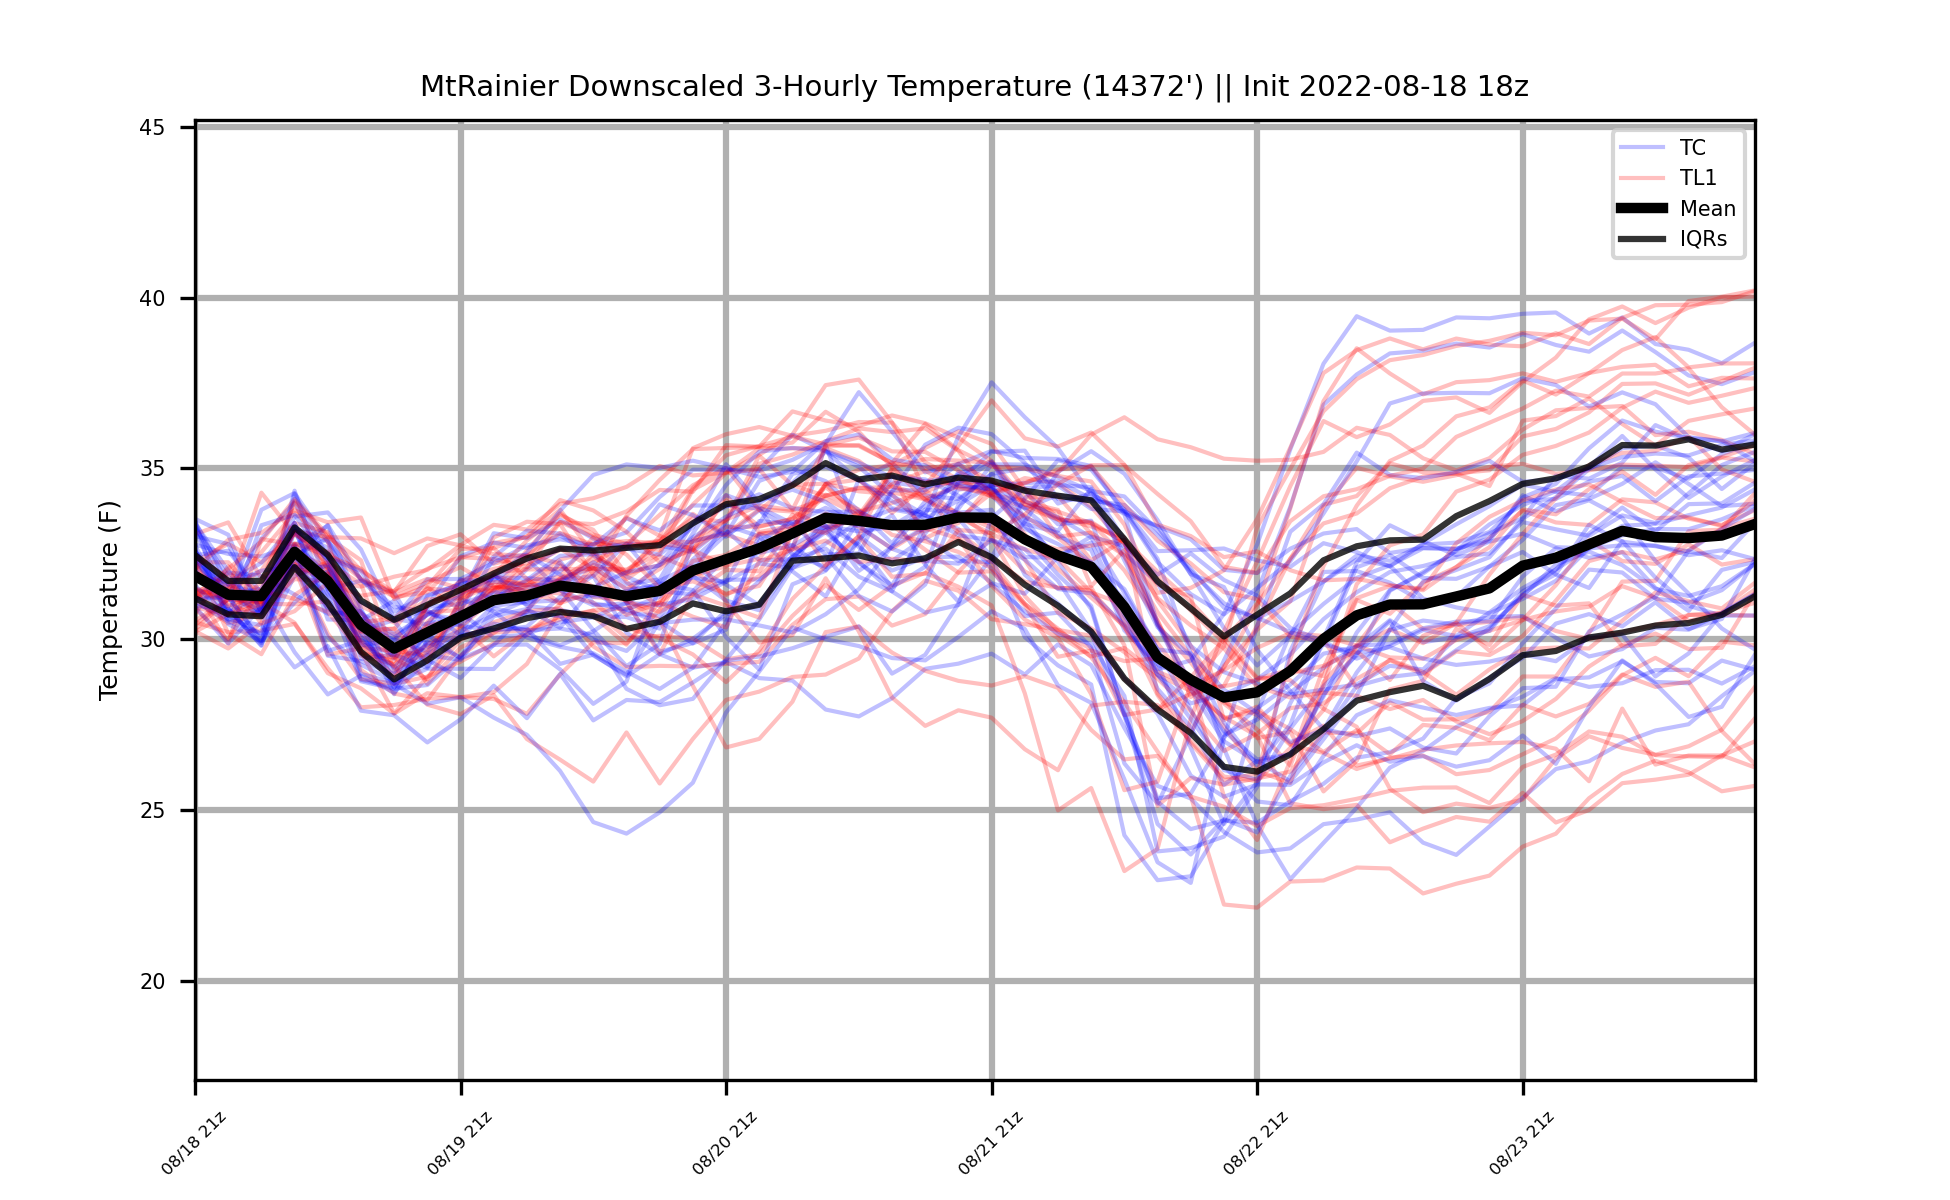 MtRainier Downscaled 3-Hourly Temperature (14372') || Init 2022-08-18 18z
Temperature (F)
45
40
35
30
25
20
TC
TL1
Mean
IQRs
08/18 21z
08/19 21z
08/20 21z
08/21 21z
08/22 21z
08/23 21z